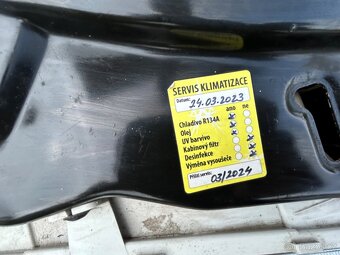 SERVIS KLIMATIZACE
Datum: 24.03.2023
ano ne
Chladivo R134A
Olej
UV barvivo
Kabinový filtr
Desinfekce
Výměna vysoušeče
Příští servis: 03/2024